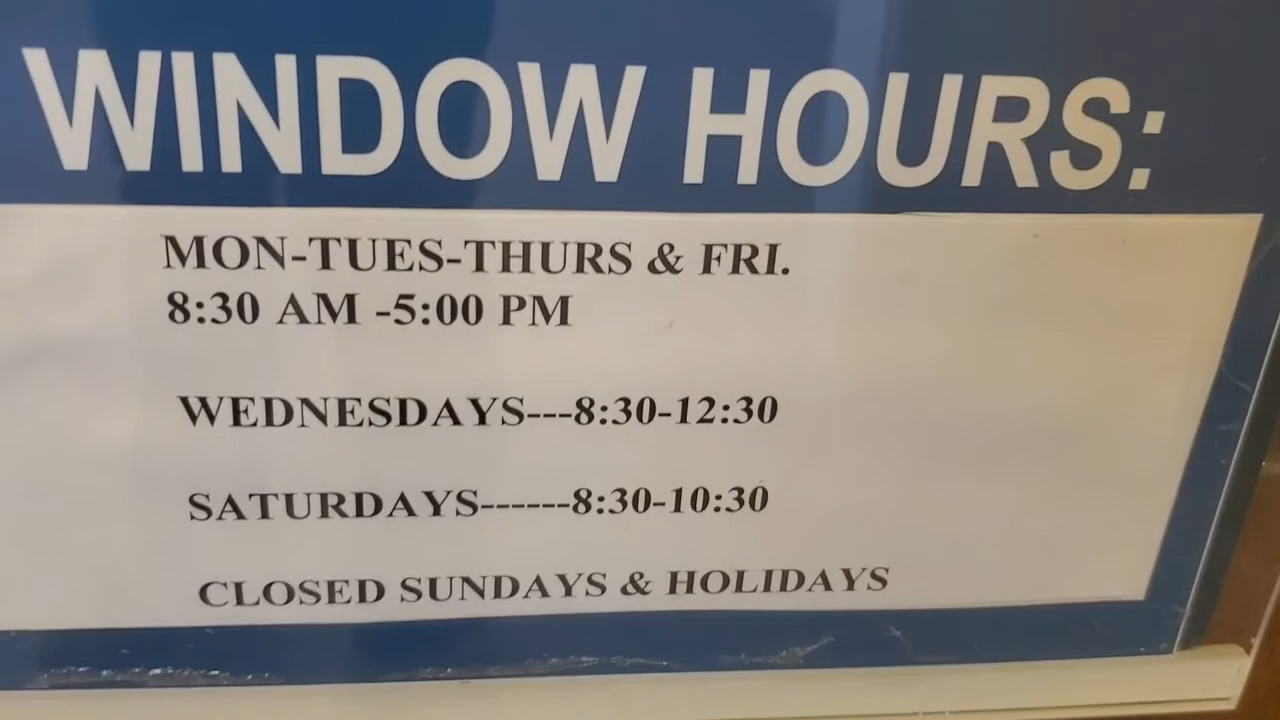 WINDOW HOURS:
MON-TUES-THURS & FRI.
8:30 AM -5:00 PM
WEDNESDAYS---8:30-12:30
SATURDAYS------8:30-10:30
CLOSED SUNDAYS & HOLIDAYS